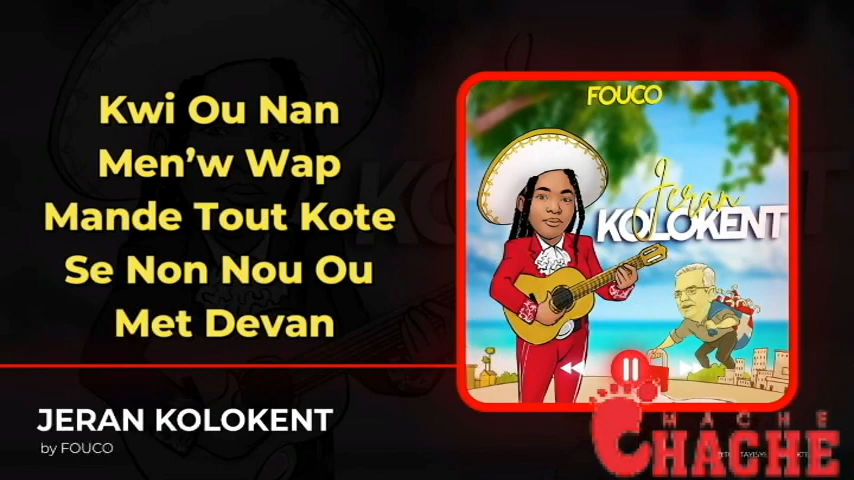 Kwi Ou Nan
Men’w Wap
Mande Tout Kote
Se Non Nou Ou
Met Devan
FOUCO
Jeran
KOLOKENT
JERAN KOLOKENT
by FOUCO
MACHE
CHACHE